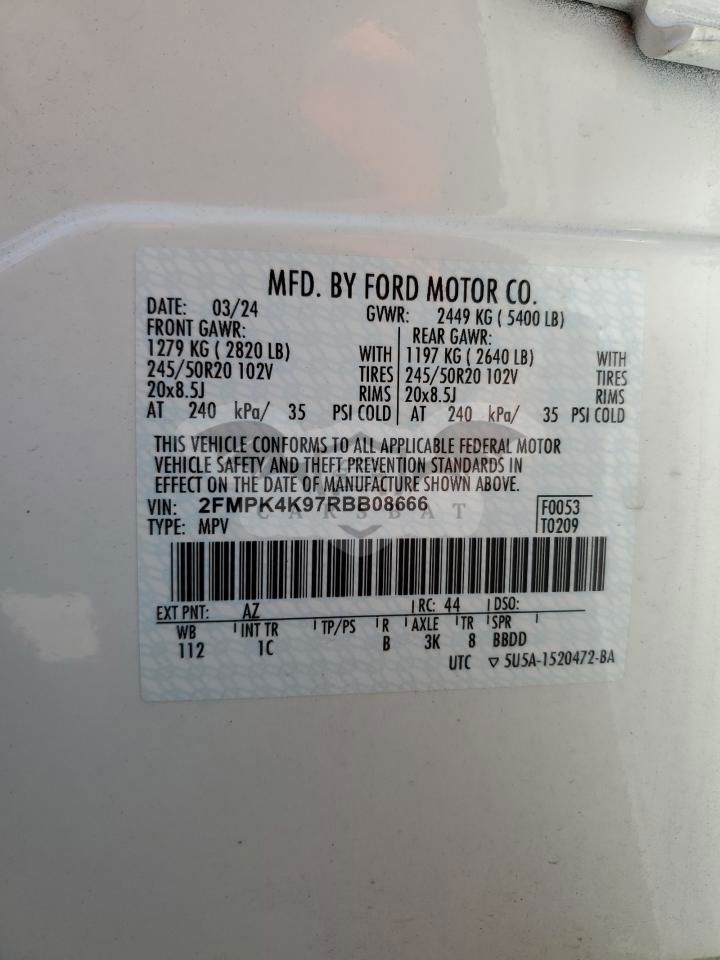 MFD. BY FORD MOTOR CO.
DATE: 03/24 GVWR: 2449 KG ( 5400 LB)
FRONT GAWR: REAR GAWR:
1279 KG ( 2820 LB) WITH 1197 KG ( 2640 LB) WITH
245/50R20 102V TIRES 245/50R20 102V TIRES
20x8.5J RIMS 20x8.5J RIMS
AT 240 kPa/ 35 PSI COLD AT 240 kPa/ 35 PSI COLD
THIS VEHICLE CONFORMS TO ALL APPLICABLE FEDERAL MOTOR
VEHICLE SAFETY AND THEFT PREVENTION STANDARDS IN
EFFECT ON THE DATE OF MANUFACTURE SHOWN ABOVE.
VIN: 2FMPK4K97RBB08666 F0053
CARSBAT
TYPE: MPV T0209
EXT PNT: AZ RC: 44 DSO:
WB INT TR TP/PS R AXLE TR SPR
112 1C B 3K 8 BBDD
UTC ▽ 5U5A-1520472-BA